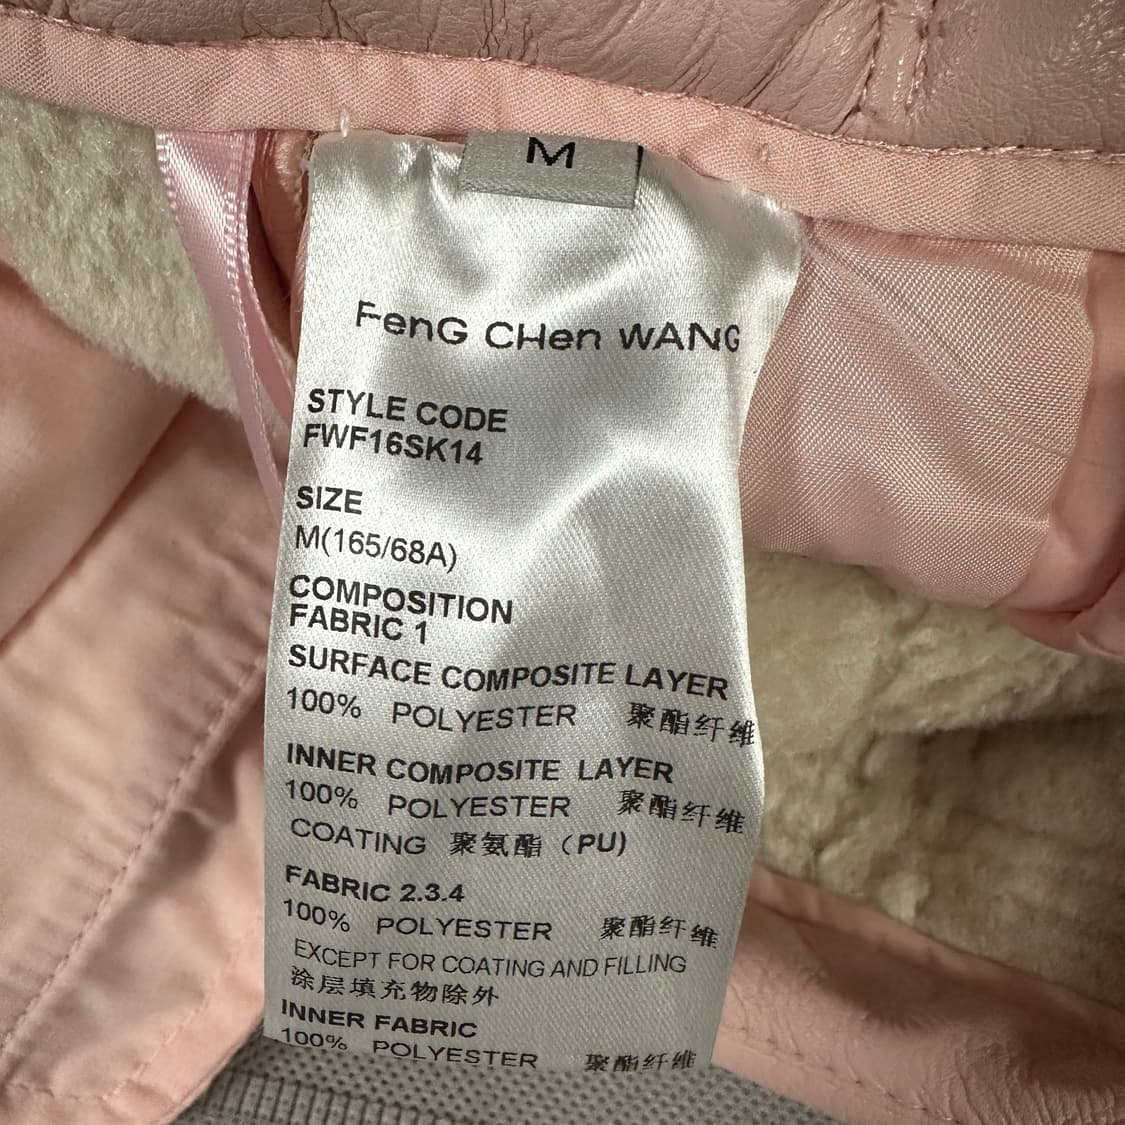 M
FenG CHen WANG
STYLE CODE
FWF16SK14
SIZE
M(165/68A)
COMPOSITION
FABRIC 1
SURFACE COMPOSITE LAYER
100% POLYESTER 聚酯纤维
INNER COMPOSITE LAYER
100% POLYESTER 聚酯纤维
COATING 聚氨酯（PU)
FABRIC 2.3.4
100% POLYESTER 聚酯纤维
EXCEPT FOR COATING AND FILLING
涂层填充物除外
INNER FABRIC
100% POLYESTER 聚酯纤维